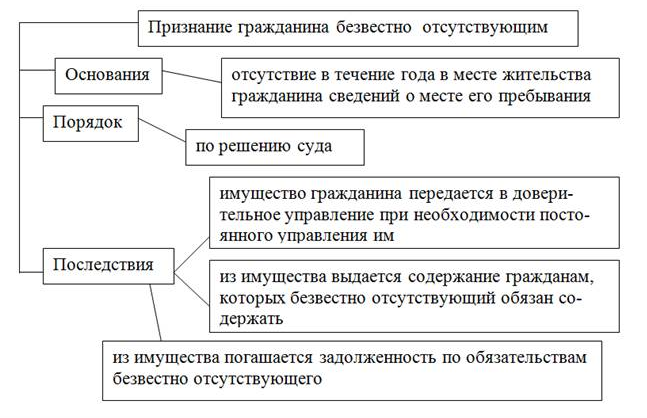 Признание гражданина безвестно отсутствующим
Основания
отсутствие в течение года в месте жительства
гражданина сведений о месте его пребывания
Порядок
по решению суда
Последствия
имущество гражданина передается в довери-
тельное управление при необходимости посто-
янного управления им
из имущества выдается содержание гражданам,
которых безвестно отсутствующий обязан со-
держать
из имущества погашается задолженность по обязательствам
безвестно отсутствующего